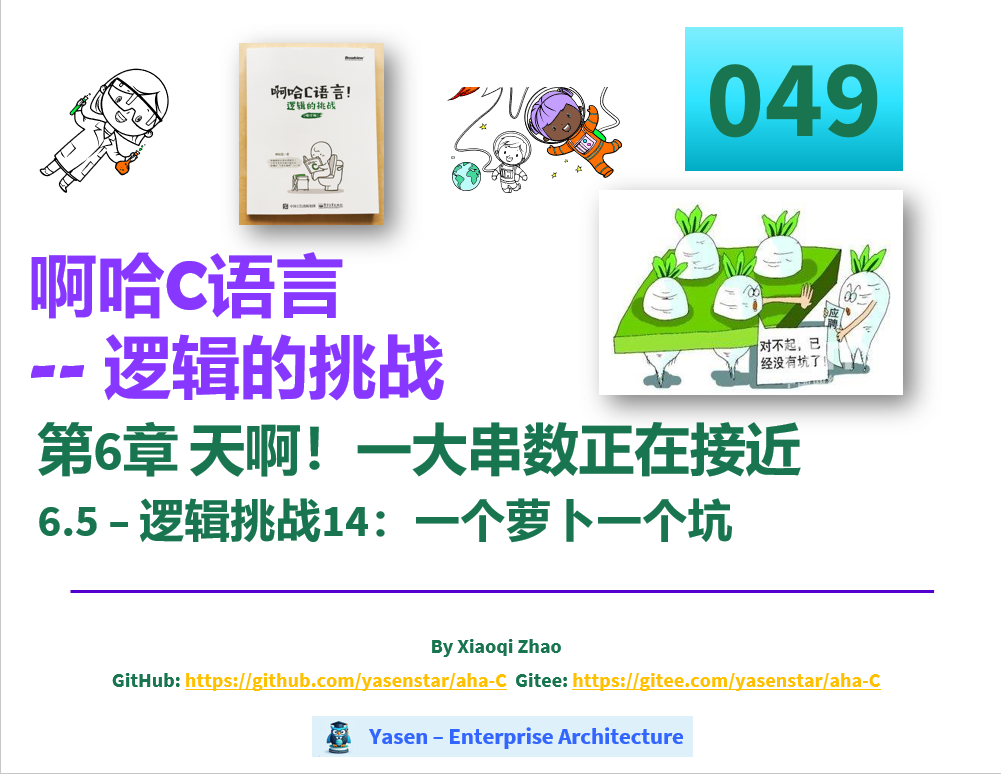 啊哈C语言!
逻辑的挑战
049
啊哈C语言
-- 逻辑的挑战
应聘
对不起，已
经没有坑了!
第6章 天啊！一大串数正在接近
6.5 – 逻辑挑战14：一个萝卜一个坑
By Xiaoqi Zhao
GitHub: https://github.com/yasenstar/aha-C Gitee: https://gitee.com/yasenstar/aha-C
Yasen – Enterprise Architecture